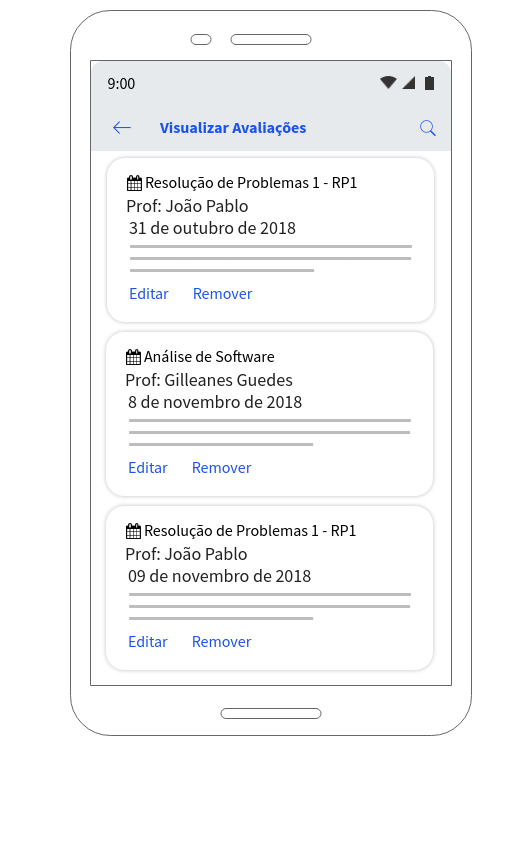 9:00
Visualizar Avaliações
Resolução de Problemas 1 - RP1
Prof: João Pablo
31 de outubro de 2018
Editar Remover
Análise de Software
Prof: Gilleanes Guedes
8 de novembro de 2018
Editar Remover
Resolução de Problemas 1 - RP1
Prof: João Pablo
09 de novembro de 2018
Editar Remover